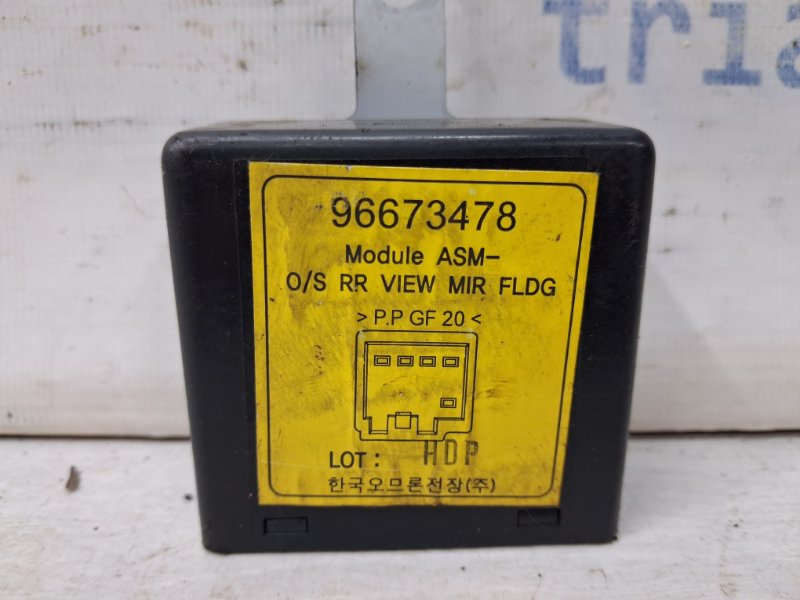 tria
96673478
Module ASM-
O/S RR VIEW MIR FLDG
> P.P GF 20 <
LOT : HDP
한국오므론전장(주)